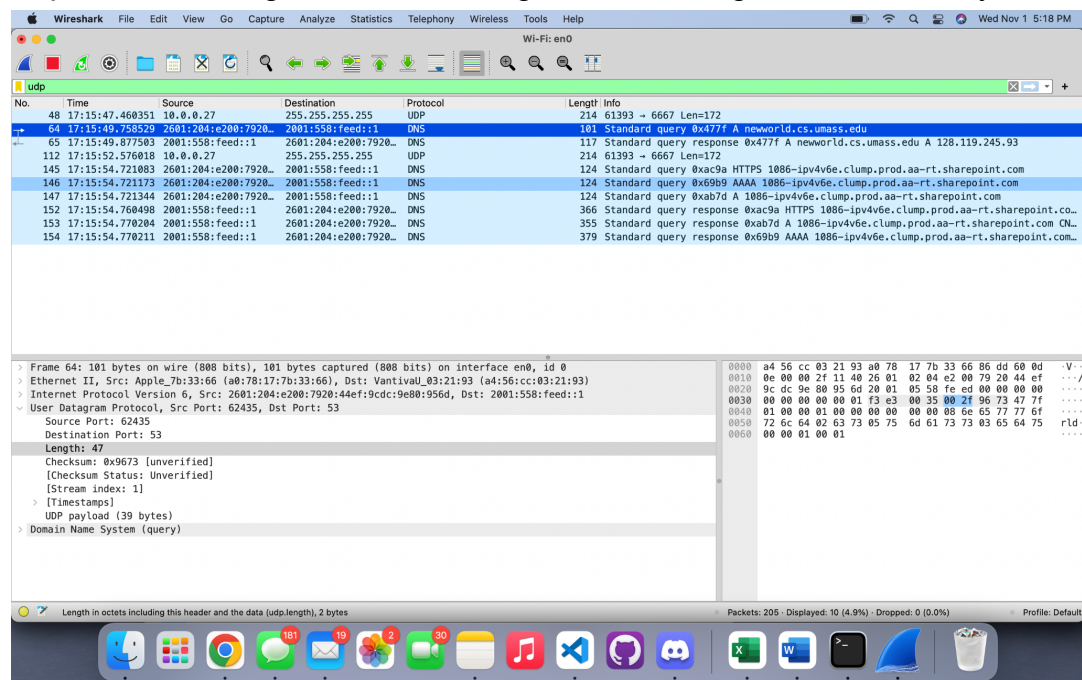 Wireshark File Edit View Go Capture Analyze Statistics Telephony Wireless Tools Help Wed Nov 1 5:18 PM
Wi-Fi: en0
udp
No. Time Source Destination Protocol Length Info
48 17:15:47.460351 10.0.0.27 255.255.255.255 UDP 214 61393 → 6667 Len=172
64 17:15:49.758529 2601:204:e200:7920… 2001:558:feed::1 DNS 101 Standard query 0x477f A newworld.cs.umass.edu
65 17:15:49.877503 2001:558:feed::1 2601:204:e200:7920… DNS 117 Standard query response 0x477f A newworld.cs.umass.edu A 128.119.245.93
112 17:15:52.576018 10.0.0.27 255.255.255.255 UDP 214 61393 → 6667 Len=172
145 17:15:54.721083 2601:204:e200:7920… 2001:558:feed::1 DNS 124 Standard query 0xac9a HTTPS 1086-ipv4v6e.clump.prod.aa-rt.sharepoint.com
146 17:15:54.721173 2601:204:e200:7920… 2001:558:feed::1 DNS 124 Standard query 0x69b9 AAAA 1086-ipv4v6e.clump.prod.aa-rt.sharepoint.com
147 17:15:54.721344 2601:204:e200:7920… 2001:558:feed::1 DNS 124 Standard query 0xab7d A 1086-ipv4v6e.clump.prod.aa-rt.sharepoint.com
152 17:15:54.760498 2001:558:feed::1 2601:204:e200:7920… DNS 366 Standard query response 0xac9a HTTPS 1086-ipv4v6e.clump.prod.aa-rt.sharepoint.co…
153 17:15:54.770204 2001:558:feed::1 2601:204:e200:7920… DNS 355 Standard query response 0xab7d A 1086-ipv4v6e.clump.prod.aa-rt.sharepoint.com CN…
154 17:15:54.770211 2001:558:feed::1 2601:204:e200:7920… DNS 379 Standard query response 0x69b9 AAAA 1086-ipv4v6e.clump.prod.aa-rt.sharepoint.com…
Frame 64: 101 bytes on wire (808 bits), 101 bytes captured (808 bits) on interface en0, id 0
Ethernet II, Src: Apple_7b:33:66 (a0:78:17:7b:33:66), Dst: VantivaU_03:21:93 (a4:56:cc:03:21:93)
Internet Protocol Version 6, Src: 2601:204:e200:7920:44ef:9cdc:9e80:956d, Dst: 2001:558:feed::1
User Datagram Protocol, Src Port: 62435, Dst Port: 53
Source Port: 62435
Destination Port: 53
Length: 47
Checksum: 0x9673 [unverified]
[Checksum Status: Unverified]
[Stream index: 1]
[Timestamps]
UDP payload (39 bytes)
Domain Name System (query)
0000 a4 56 cc 03 21 93 a0 78 17 7b 33 66 86 dd 60 0d ·V··
0010 0e 00 00 2f 11 40 26 01 02 04 e2 00 79 20 44 ef ···/
0020 9c dc 9e 80 95 6d 20 01 05 58 fe ed 00 00 00 00 ····
0030 00 00 00 00 00 01 f3 e3 00 35 00 2f 96 73 47 7f ····
0040 01 00 00 01 00 00 00 00 00 00 08 6e 65 77 77 6f ····
0050 72 6c 64 02 63 73 05 75 6d 61 73 73 03 65 64 75 rld·
0060 00 00 01 00 01 ····
Length in octets including this header and the data (udp.length), 2 bytes
Packets: 205 · Displayed: 10 (4.9%) · Dropped: 0 (0.0%)
Profile: Default
181 19 2 30
X W >_